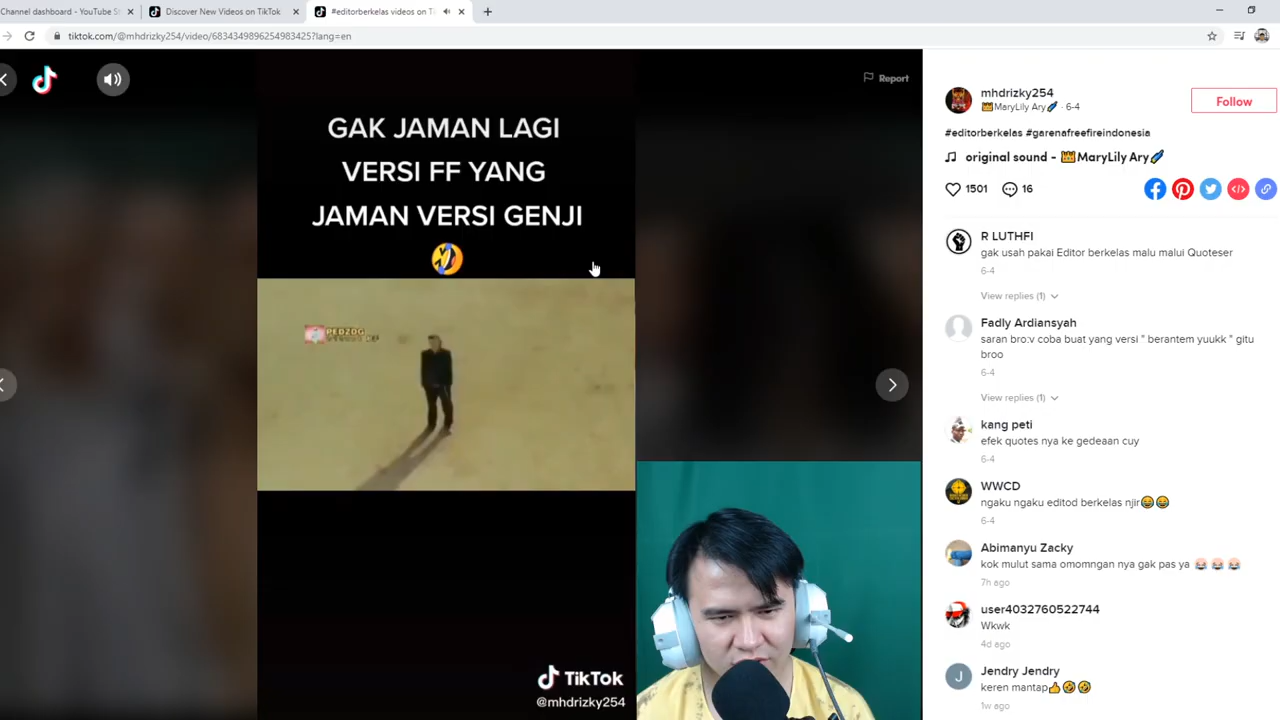 Channel dashboard - YouTube St
Discover New Videos on TikTok
#editorberkelas videos on Ti
tiktok.com/@mhdrizky254/video/6834349896254983425?lang=en
Report
GAK JAMAN LAGI
VERSI FF YANG
JAMAN VERSI GENJI
TikTok
@mhdrizky254
mhdrizky254
MaryLily Ary · 6-4
Follow
#editorberkelas #garenafreefireindonesia
original sound - MaryLily Ary
1501
16
R LUTHFI
gak usah pakai Editor berkelas malu malui Quoteser
6-4
View replies (1)
Fadly Ardiansyah
saran bro:v coba buat yang versi " berantem yuukk " gitu
broo
6-4
View replies (1)
kang peti
efek quotes nya ke gedeaan cuy
6-4
WWCD
ngaku ngaku editod berkelas njir
6-4
Abimanyu Zacky
kok mulut sama omomngan nya gak pas ya
7h ago
user4032760522744
Wkwk
4d ago
J
Jendry Jendry
keren mantap
1w ago